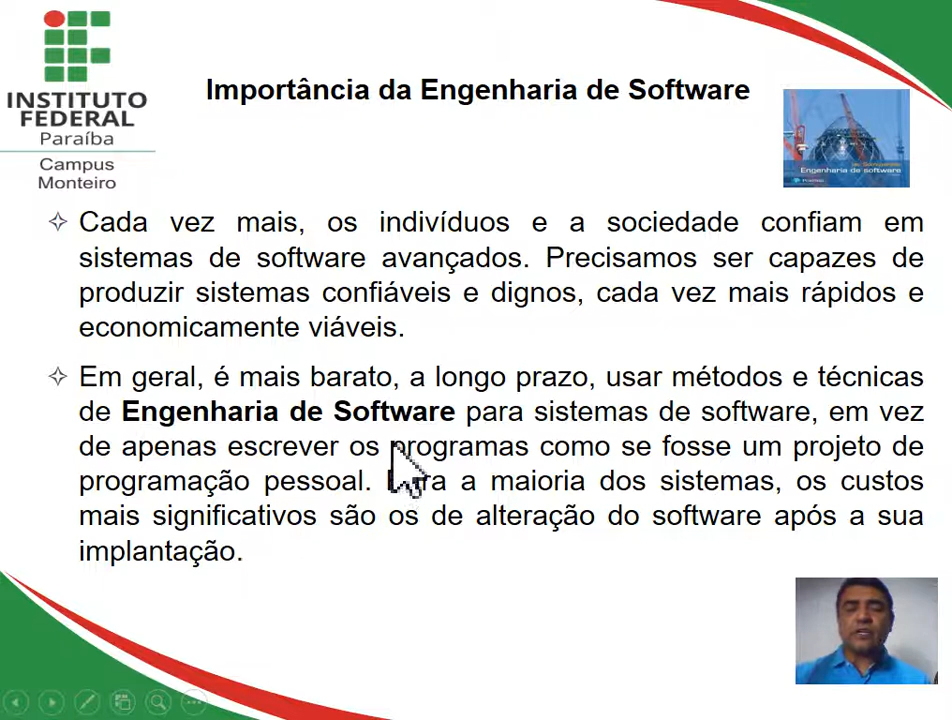 INSTITUTO
FEDERAL
Paraíba
Campus
Monteiro
Importância da Engenharia de Software
Engenharia de software
Cada vez mais, os indivíduos e a sociedade confiam em
sistemas de software avançados. Precisamos ser capazes de
produzir sistemas confiáveis e dignos, cada vez mais rápidos e
economicamente viáveis.
Em geral, é mais barato, a longo prazo, usar métodos e técnicas
de Engenharia de Software para sistemas de software, em vez
de apenas escrever os programas como se fosse um projeto de
programação pessoal. Para a maioria dos sistemas, os custos
mais significativos são os de alteração do software após a sua
implantação.